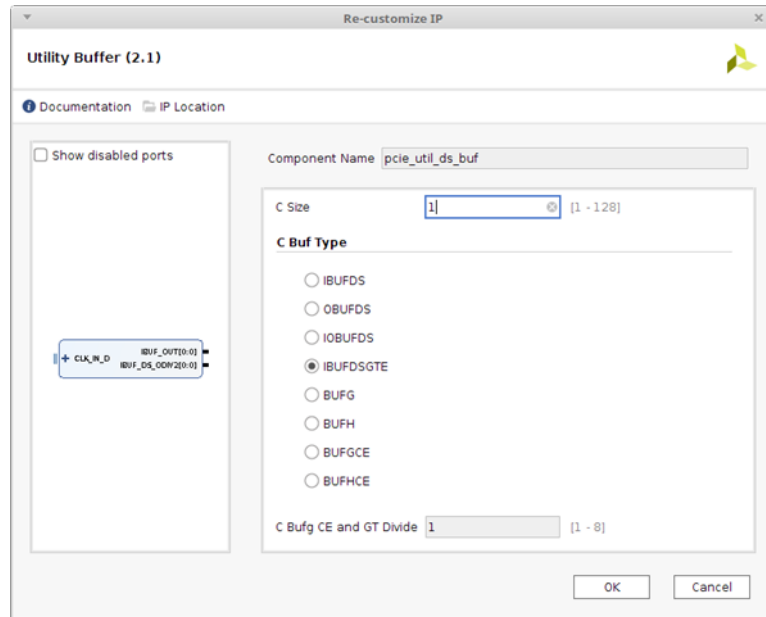 Re-customize IP
Utility Buffer (2.1)
Documentation IP Location
Show disabled ports
CLK_IN_D
IBUF_OUT[0:0]
IBUF_DS_ODIV2[0:0]
Component Name pcie_util_ds_buf
C Size 1 [1 - 128]
C Buf Type
IBUFDS
OBUFDS
IOBUFDS
IBUFDSGTE
BUFG
BUFH
BUFGCE
BUFHCE
C Bufg CE and GT Divide 1 [1 - 8]
OK Cancel